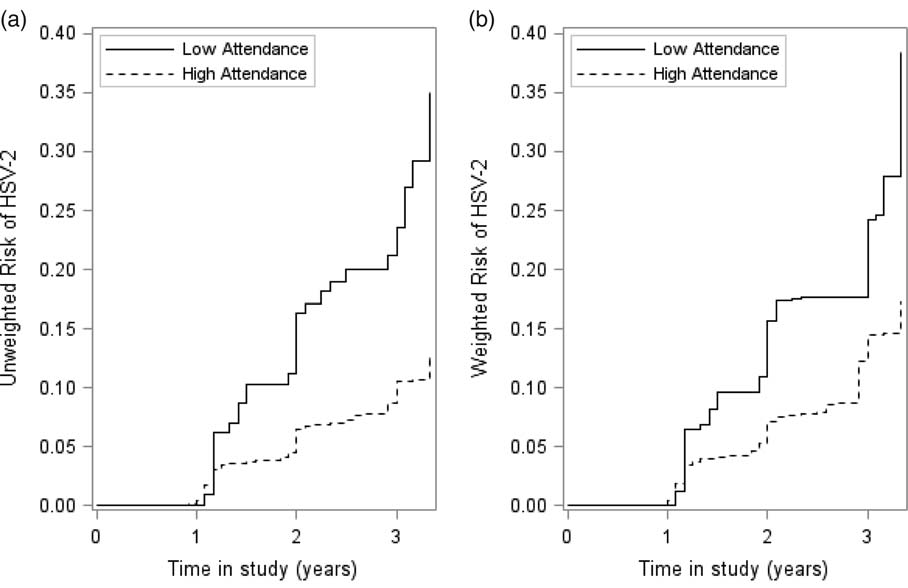 (a)
Low Attendance
High Attendance
Unweighted Risk of HSV-2
0.40
0.35
0.30
0.25
0.20
0.15
0.10
0.05
0.00
0 1 2 3
Time in study (years)
(b)
Low Attendance
High Attendance
Weighted Risk of HSV-2
0.40
0.35
0.30
0.25
0.20
0.15
0.10
0.05
0.00
0 1 2 3
Time in study (years)